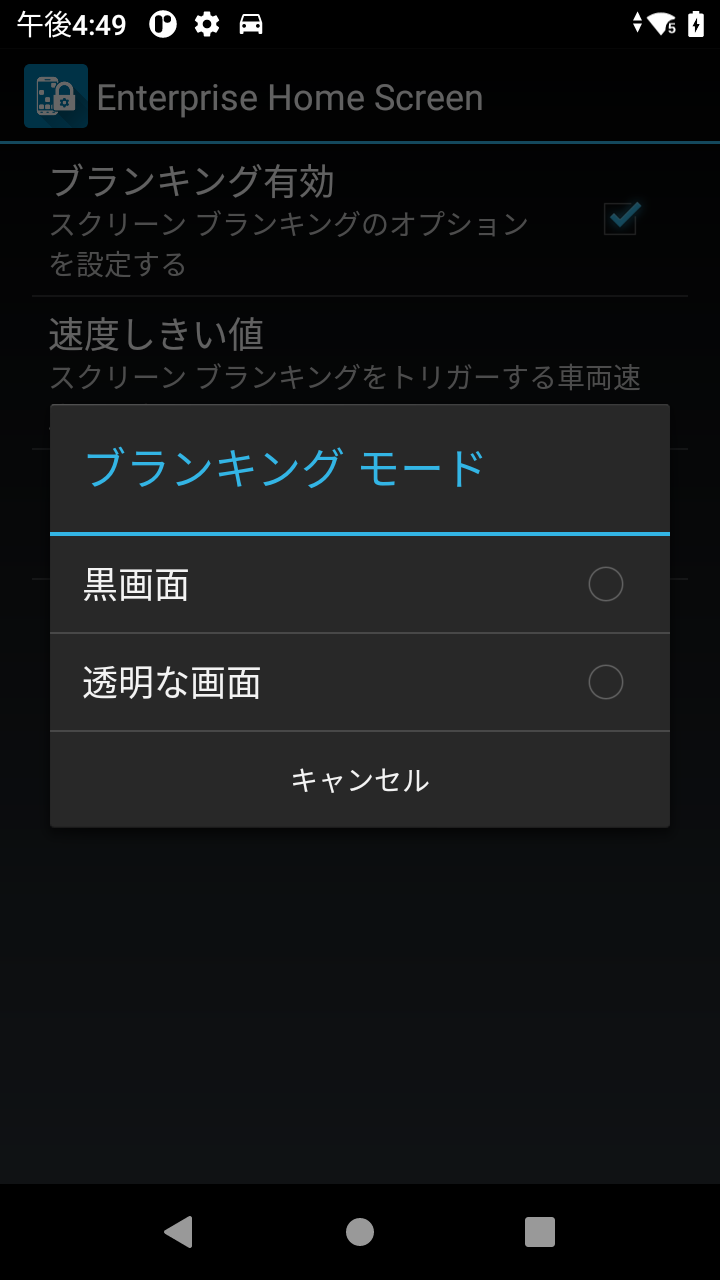 午後4:49
5
Enterprise Home Screen
ブランキング有効
スクリーン ブランキングのオプション
を設定する
速度しきい値
スクリーン ブランキングをトリガーする車両速
ブランキング モード
黒画面
透明な画面
キャンセル